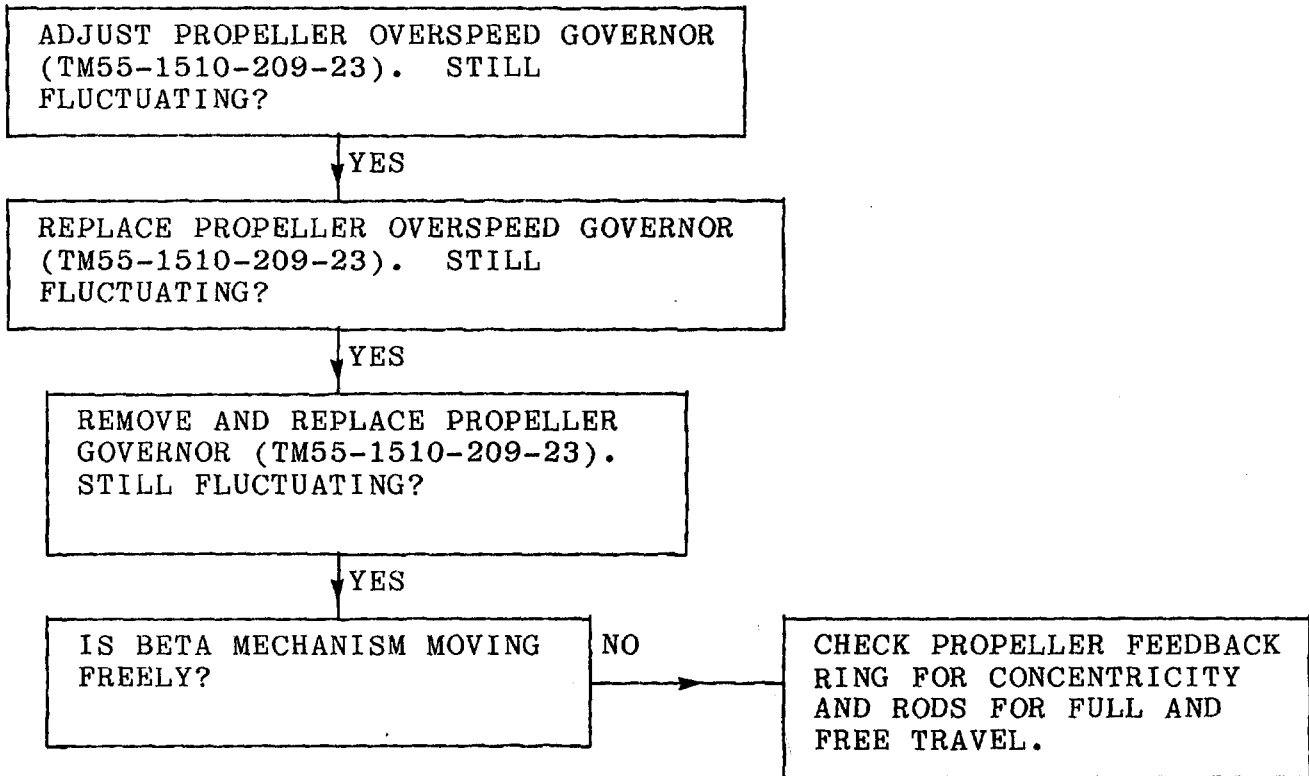 ADJUST PROPELLER OVERSPEED GOVERNOR
(TM55-1510-209-23). STILL
FLUCTUATING?
YES
REPLACE PROPELLER OVERSPEED GOVERNOR
(TM55-1510-209-23). STILL
FLUCTUATING?
YES
REMOVE AND REPLACE PROPELLER
GOVERNOR (TM55-1510-209-23).
STILL FLUCTUATING?
YES
IS BETA MECHANISM MOVING
FREELY?
NO
CHECK PROPELLER FEEDBACK
RING FOR CONCENTRICITY
AND RODS FOR FULL AND
FREE TRAVEL.